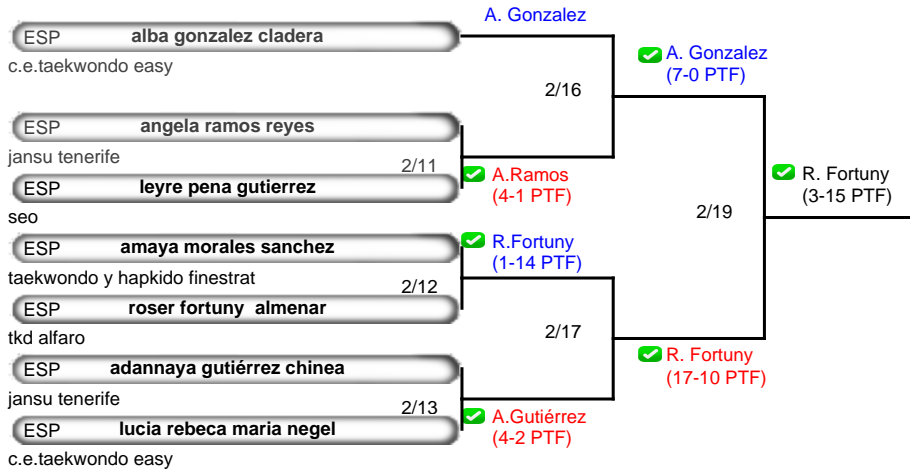 A. Gonzalez
ESP alba gonzalez cladera
c.e.taekwondo easy
A. Gonzalez
(7-0 PTF)
2/16
ESP angela ramos reyes
jansu tenerife
2/11
A.Ramos
(4-1 PTF)
ESP leyre pena gutierrez
seo
R. Fortuny
(3-15 PTF)
2/19
ESP amaya morales sanchez
taekwondo y hapkido finestrat
R.Fortuny
(1-14 PTF)
2/12
ESP roser fortuny almenar
tkd alfaro
2/17
ESP adannaya gutiérrez chinea
jansu tenerife
R. Fortuny
(17-10 PTF)
2/13
A.Gutiérrez
(4-2 PTF)
ESP lucia rebeca maria negel
c.e.taekwondo easy